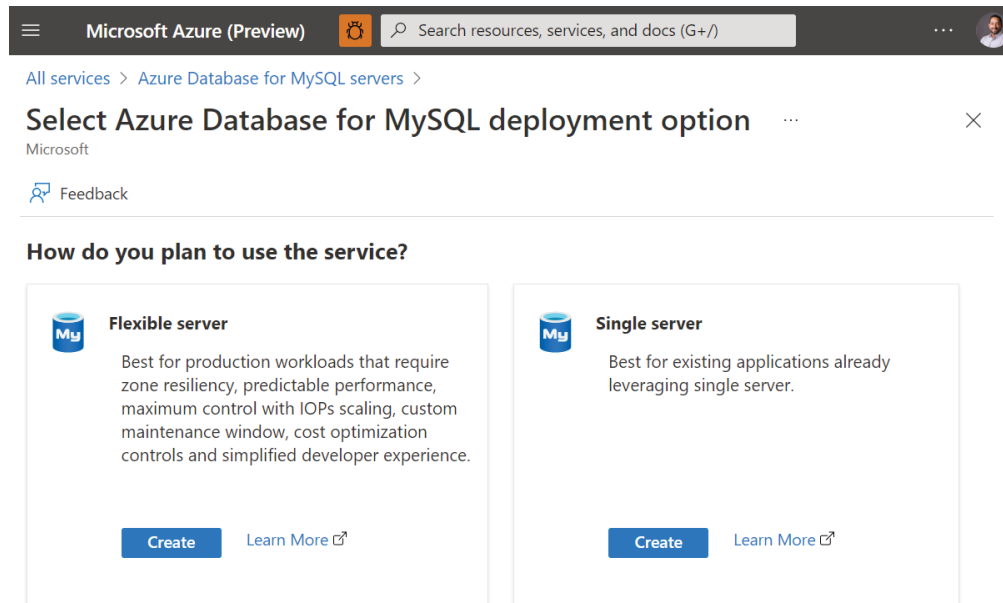 Microsoft Azure (Preview)
Search resources, services, and docs (G+/)
...
All services > Azure Database for MySQL servers >
Select Azure Database for MySQL deployment option ...
Microsoft
Feedback
How do you plan to use the service?
My
Flexible server
Best for production workloads that require
zone resiliency, predictable performance,
maximum control with IOPs scaling, custom
maintenance window, cost optimization
controls and simplified developer experience.
Create
Learn More
My
Single server
Best for existing applications already
leveraging single server.
Create
Learn More